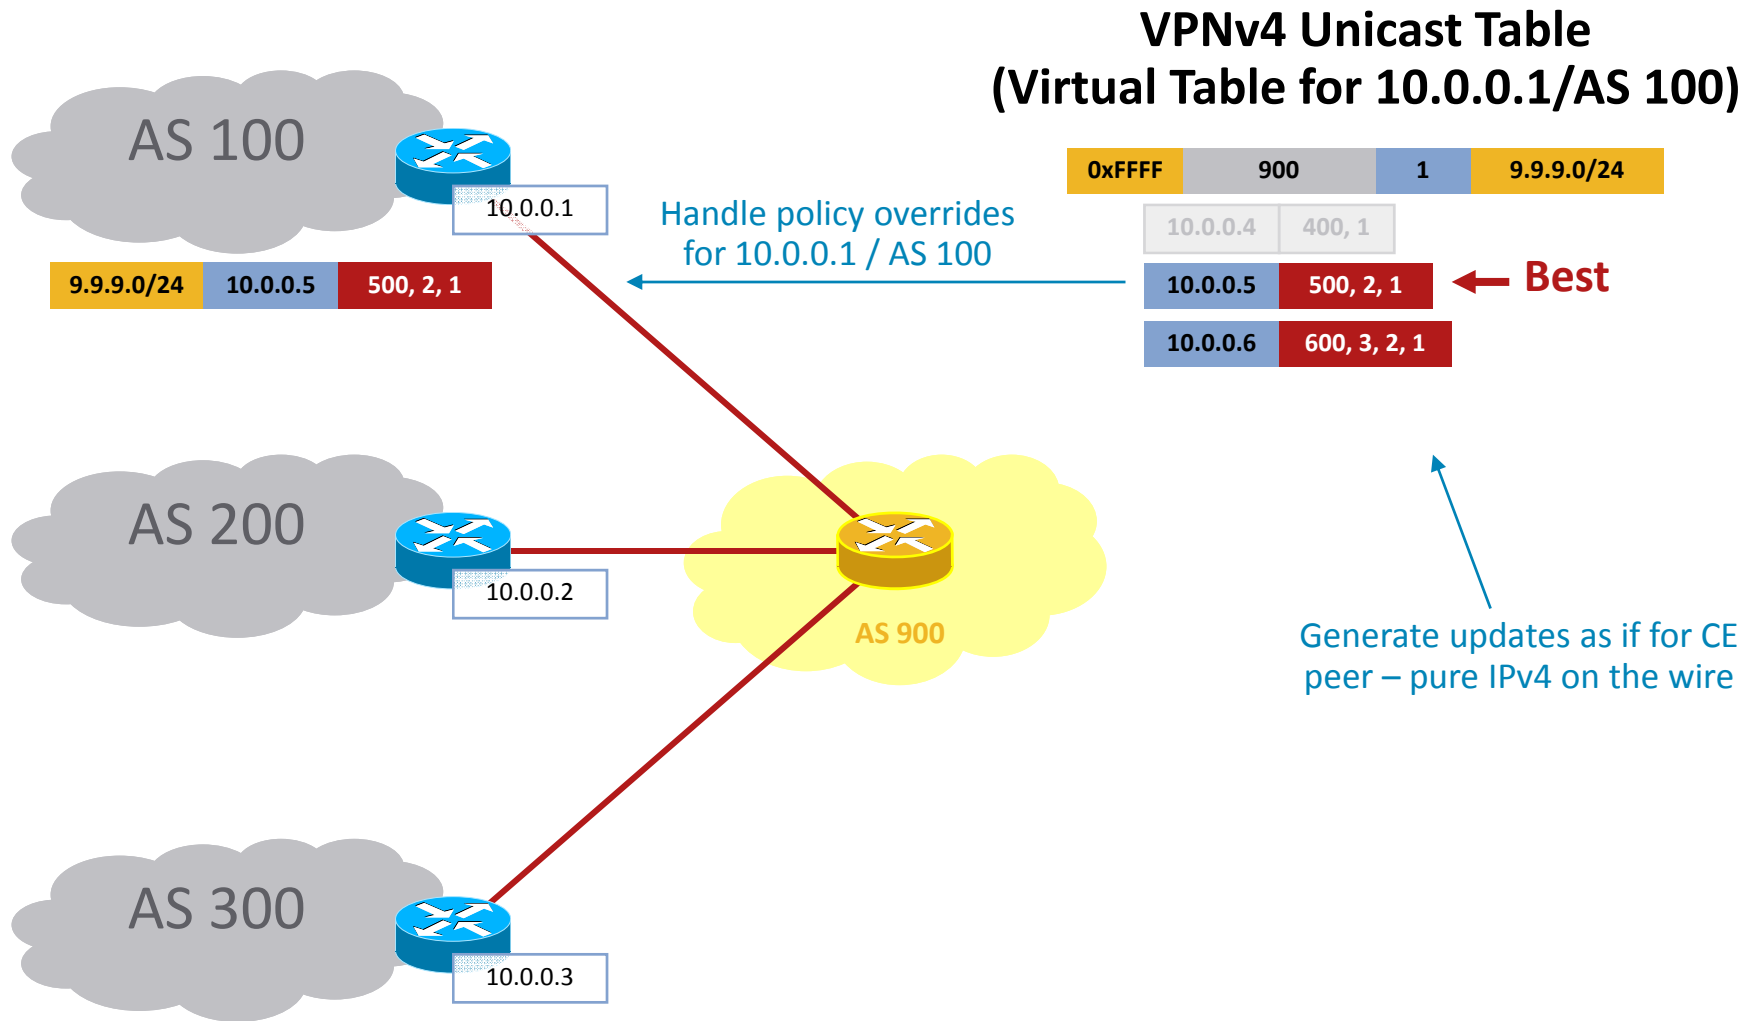 VPNv4 Unicast Table
(Virtual Table for 10.0.0.1/AS 100)
AS 100
10.0.0.1
9.9.9.0/24 10.0.0.5 500, 2, 1
Handle policy overrides
for 10.0.0.1 / AS 100
0xFFFF 900 1 9.9.9.0/24
10.0.0.4 400, 1
10.0.0.5 500, 2, 1 Best
10.0.0.6 600, 3, 2, 1
AS 200
10.0.0.2
AS 900
Generate updates as if for CE
peer – pure IPv4 on the wire
AS 300
10.0.0.3